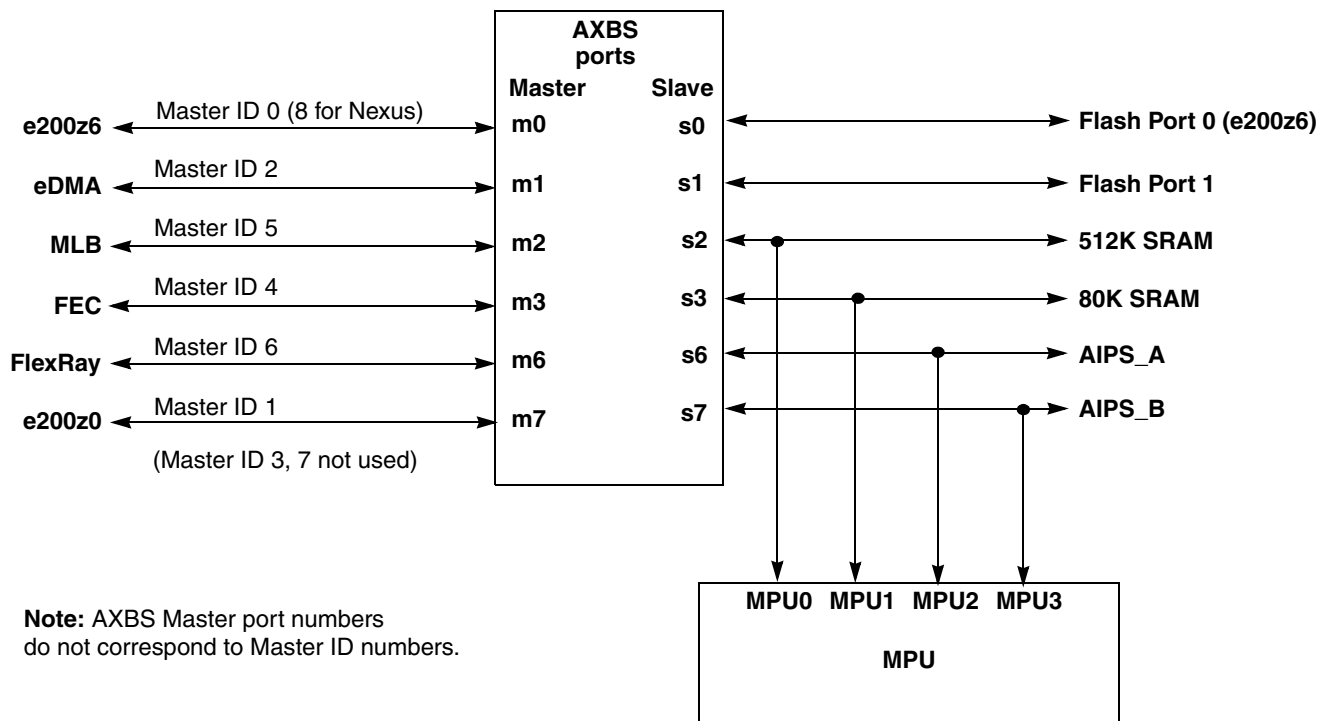 AXBS
ports
Master Slave
e200z6 Master ID 0 (8 for Nexus) m0 s0 Flash Port 0 (e200z6)
eDMA Master ID 2 m1 s1 Flash Port 1
MLB Master ID 5 m2 s2 512K SRAM
FEC Master ID 4 m3 s3 80K SRAM
FlexRay Master ID 6 m6 s6 AIPS_A
e200z0 Master ID 1 m7 s7 AIPS_B
(Master ID 3, 7 not used)
MPU0 MPU1 MPU2 MPU3
MPU
Note: AXBS Master port numbers
do not correspond to Master ID numbers.